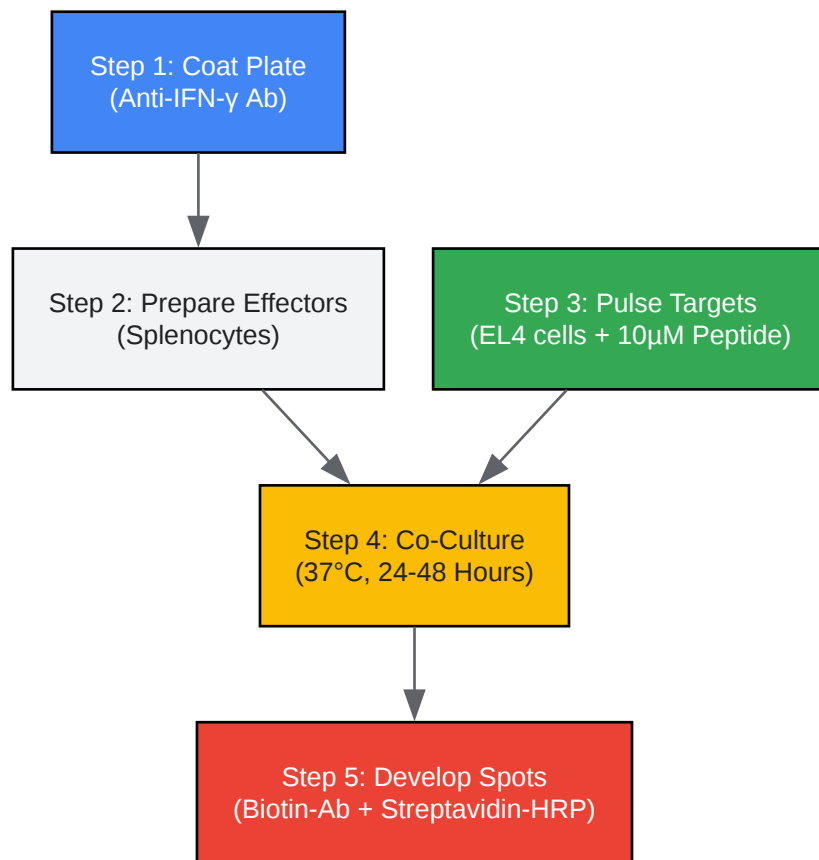 Step 1: Coat Plate
(Anti-IFN-γ Ab)
Step 2: Prepare Effectors
(Splenocytes)
Step 3: Pulse Targets
(EL4 cells + 10µM Peptide)
Step 4: Co-Culture
(37°C, 24-48 Hours)
Step 5: Develop Spots
(Biotin-Ab + Streptavidin-HRP)